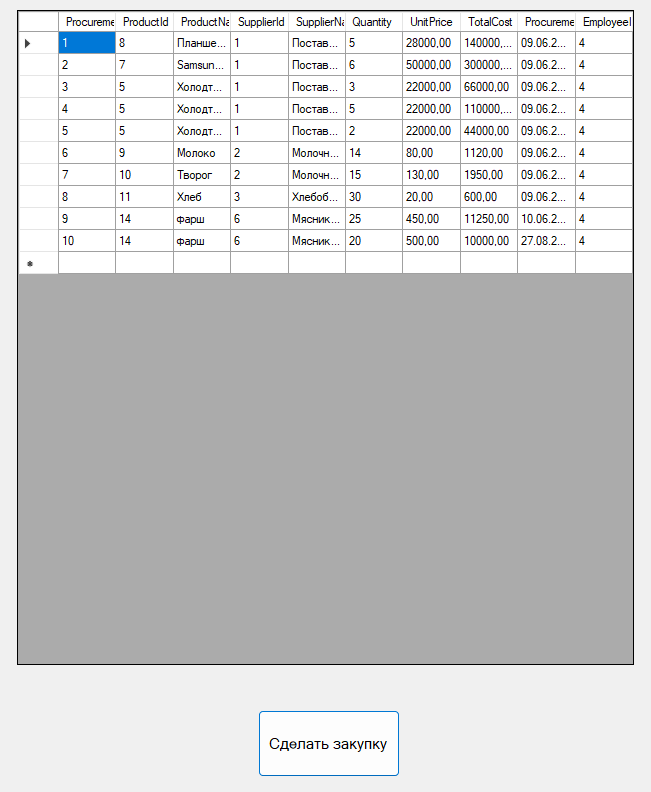 Procureme ProductId ProductNa SupplierId SupplierNa Quantity UnitPrice TotalCost Procureme EmployeeI
1 8 Планше... 1 Постав... 5 28000,00 140000,... 09.06.2... 4
2 7 Samsun... 1 Постав... 6 50000,00 300000,... 09.06.2... 4
3 5 Холодт... 1 Постав... 3 22000,00 66000,00 09.06.2... 4
4 5 Холодт... 1 Постав... 5 22000,00 110000,... 09.06.2... 4
5 5 Холодт... 1 Постав... 2 22000,00 44000,00 09.06.2... 4
6 9 Молоко 2 Молочн... 14 80,00 1120,00 09.06.2... 4
7 10 Творог 2 Молочн... 15 130,00 1950,00 09.06.2... 4
8 11 Хлеб 3 Хлебоб... 30 20,00 600,00 09.06.2... 4
9 14 фарш 6 Мясник... 25 450,00 11250,00 10.06.2... 4
10 14 фарш 6 Мясник... 20 500,00 10000,00 27.08.2... 4
Сделать закупку